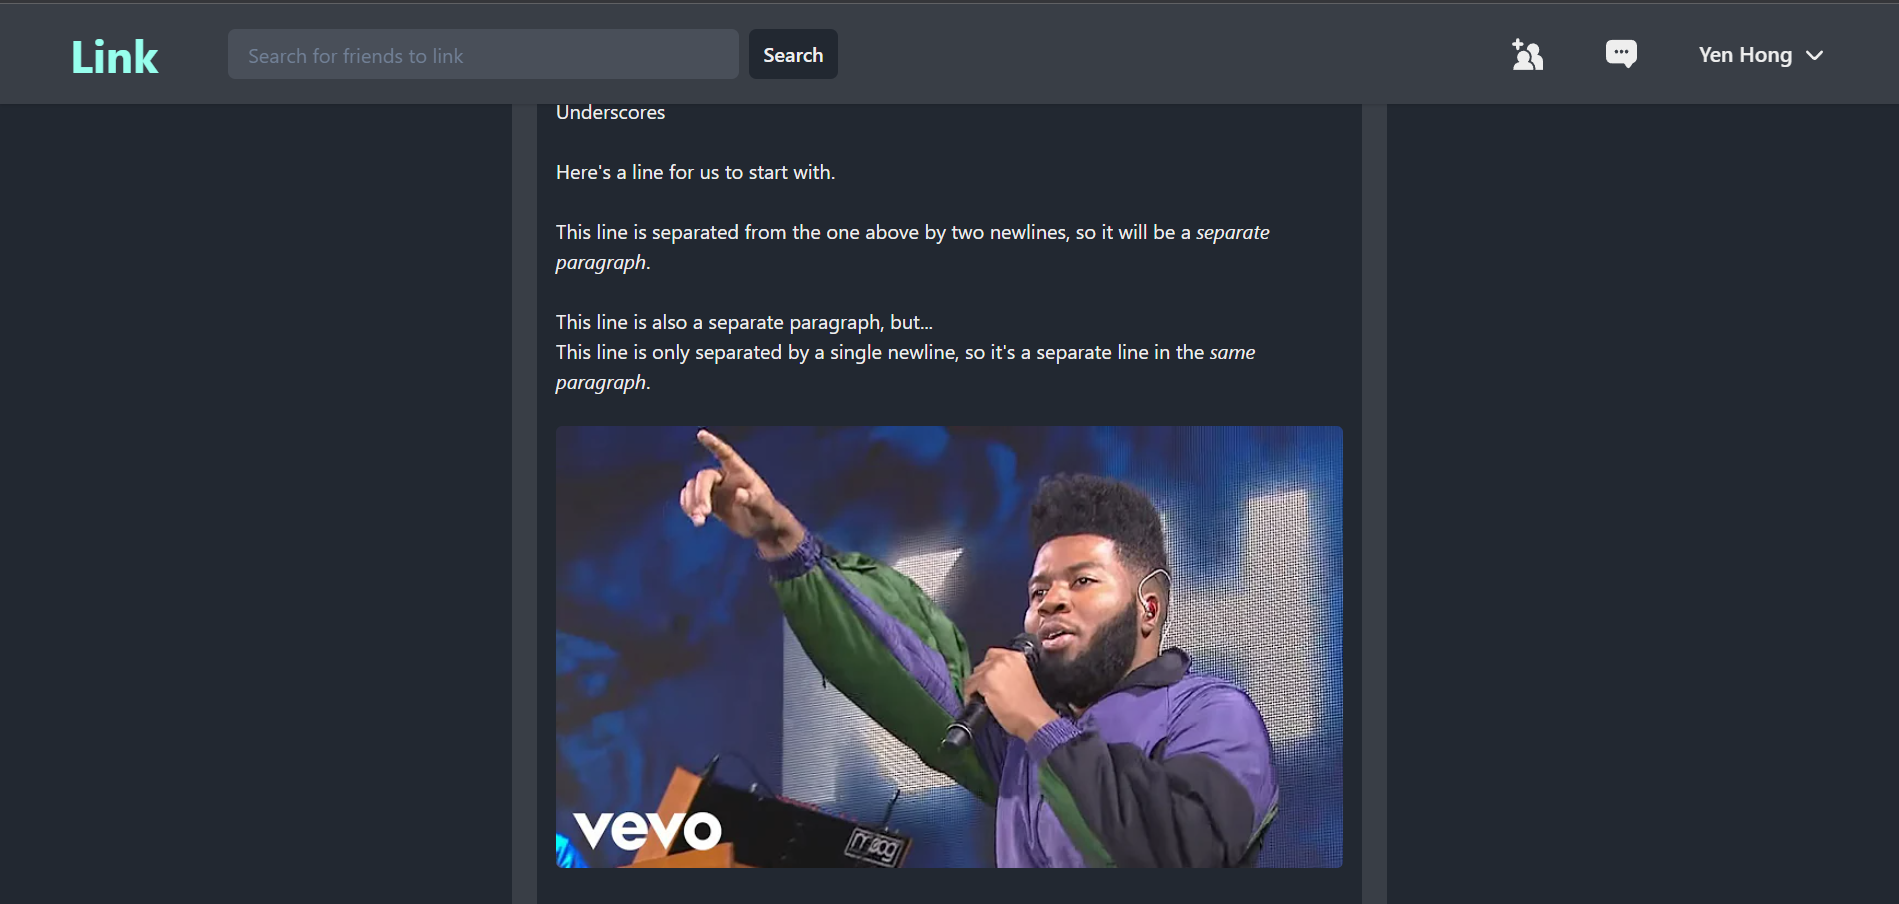 Link
Search for friends to link
Search
Yen Hong
Underscores
Here's a line for us to start with.
This line is separated from the one above by two newlines, so it will be a separate
paragraph.
This line is also a separate paragraph, but...
This line is only separated by a single newline, so it's a separate line in the same
paragraph.
vevo
moog